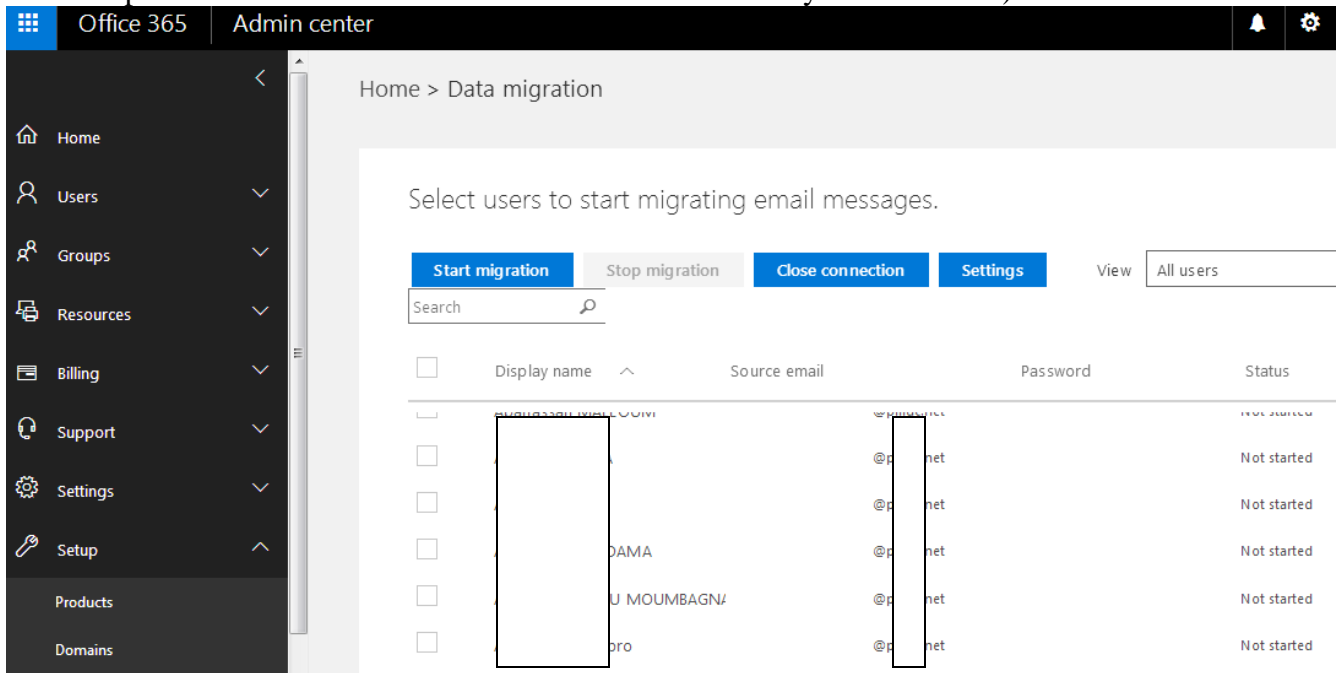 Office 365 Admin center
Home > Data migration
Home
Users
Groups
Resources
Billing
Support
Settings
Setup
Products
Domains
Select users to start migrating email messages.
Start migration Stop migration Close connection Settings View All users
Search
Display name Source email Password Status
Not started
@p net Not started
@p net Not started
DAMA @p net Not started
U MOUMBAGNA @p net Not started
oro @p net Not started